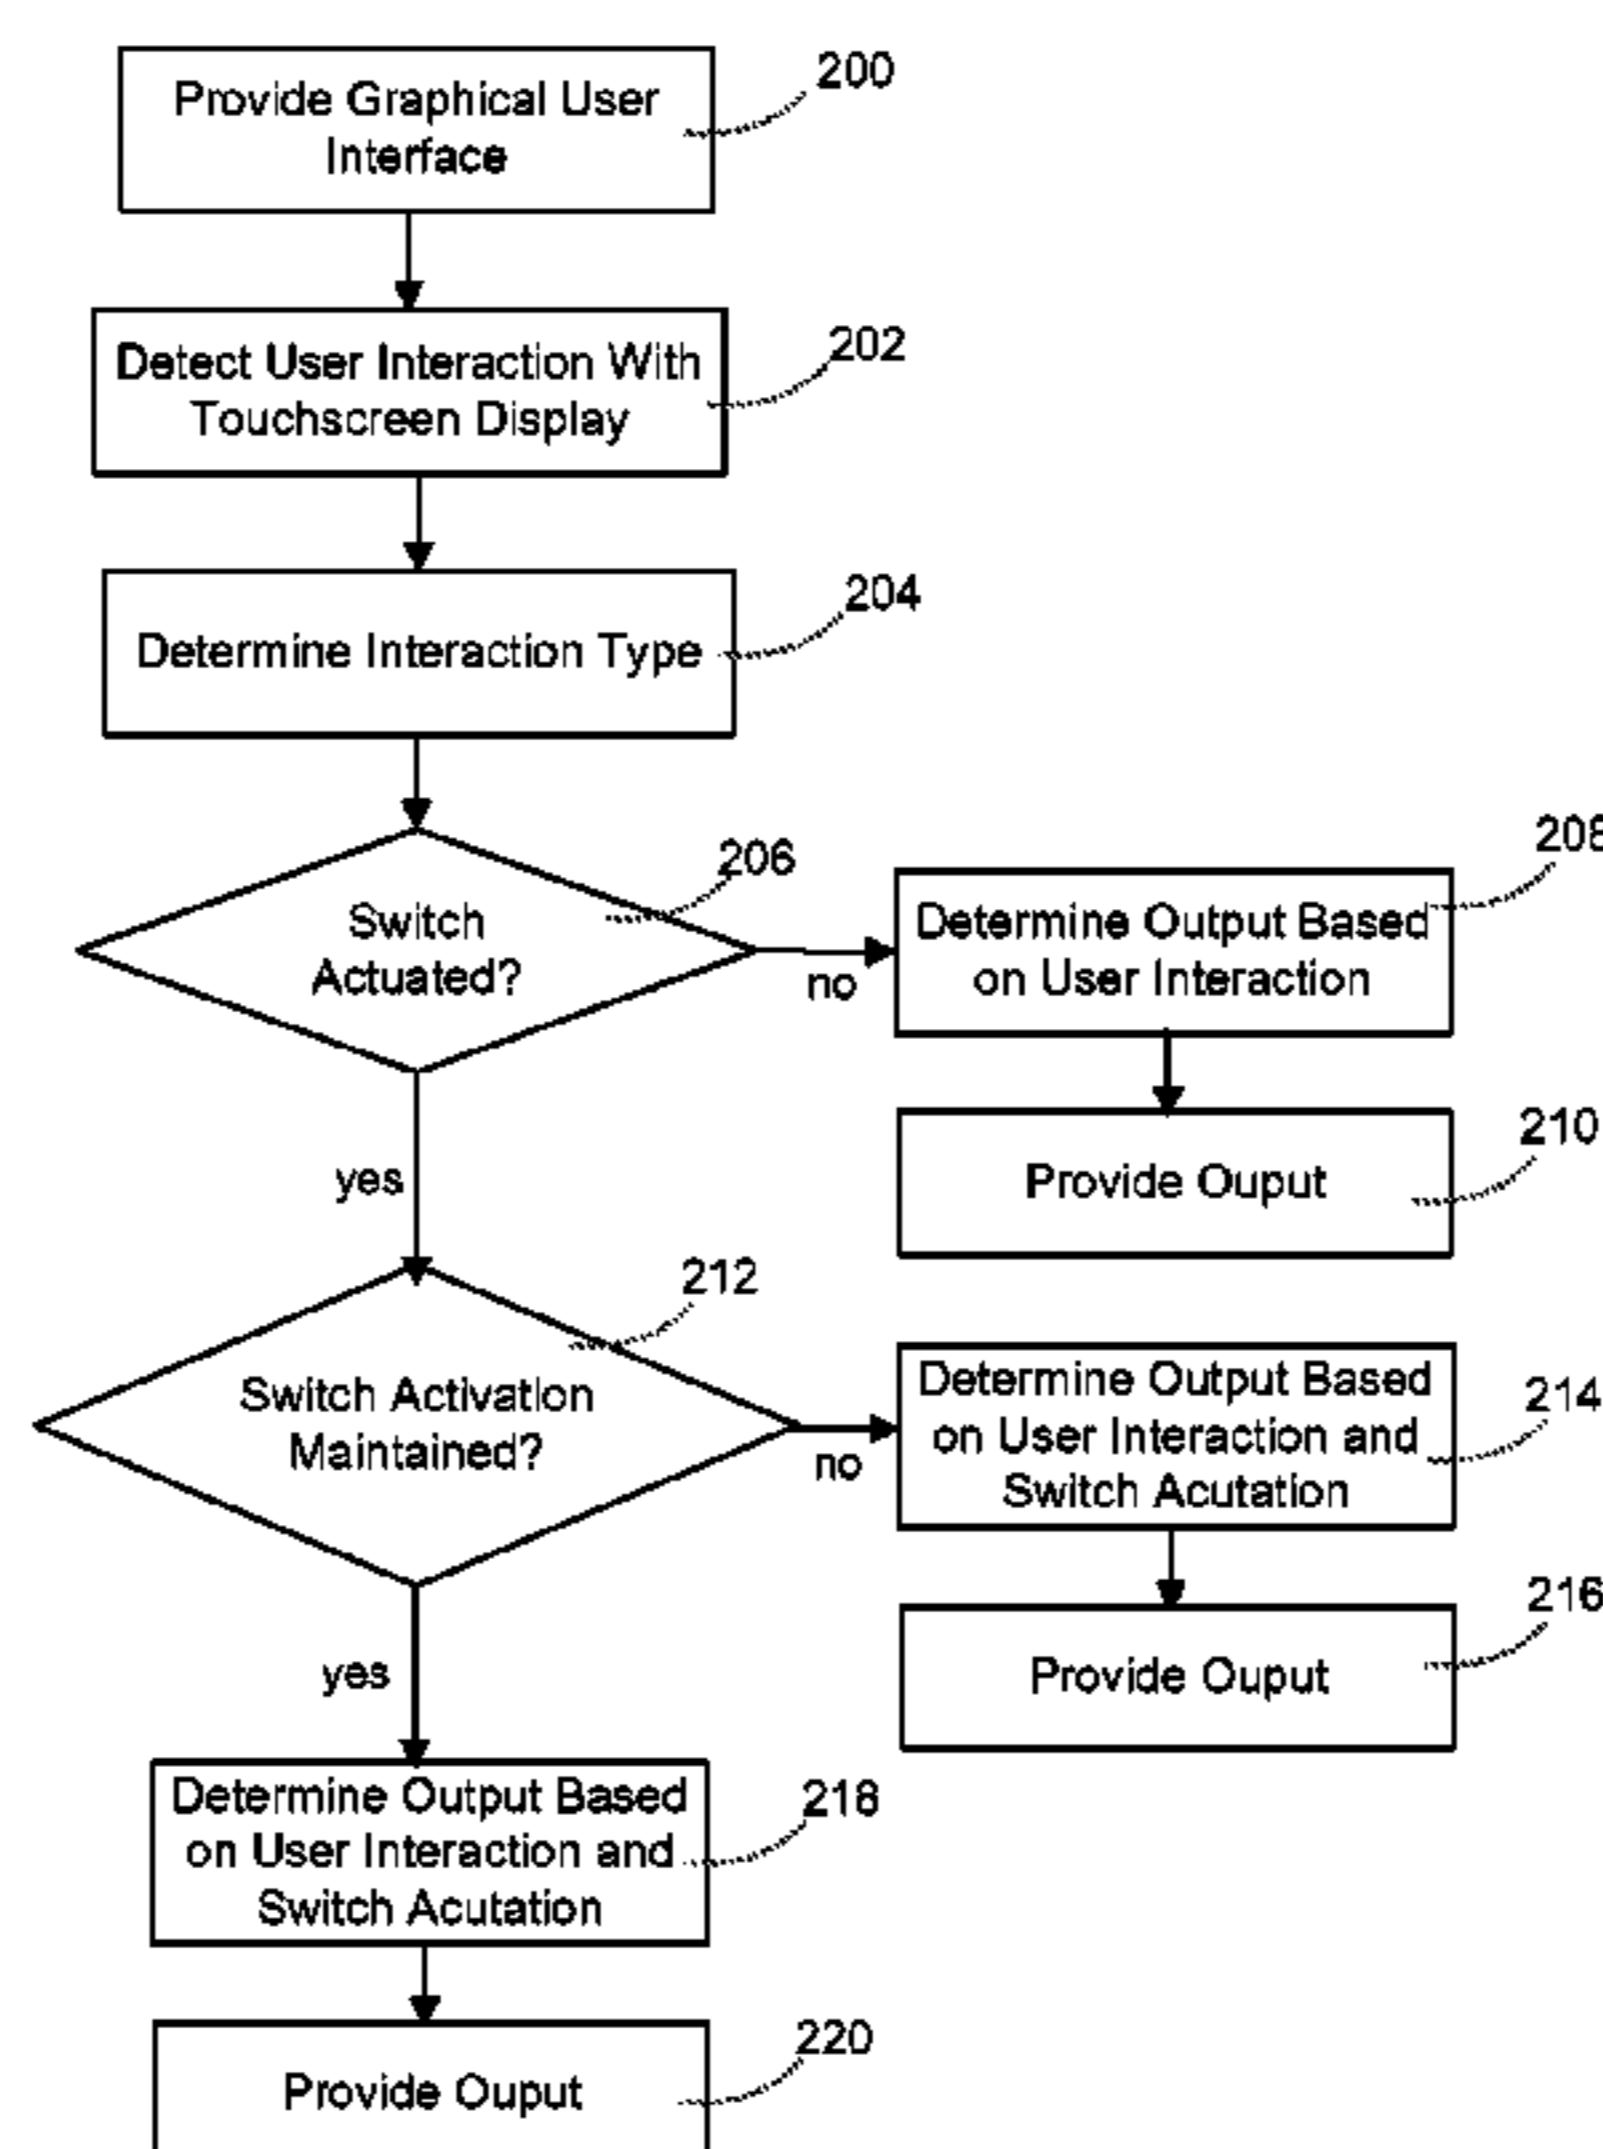 200
Provide Graphical User
Interface
202
Detect User Interaction With
Touchscreen Display
204
Determine Interaction Type
206
Switch
Actuated?
no
208
Determine Output Based
on User Interaction
210
Provide Ouput
yes
212
Switch Activation
Maintained?
no
214
Determine Output Based
on User Interaction and
Switch Acutation
216
Provide Ouput
yes
218
Determine Output Based
on User Interaction and
Switch Acutation
220
Provide Ouput